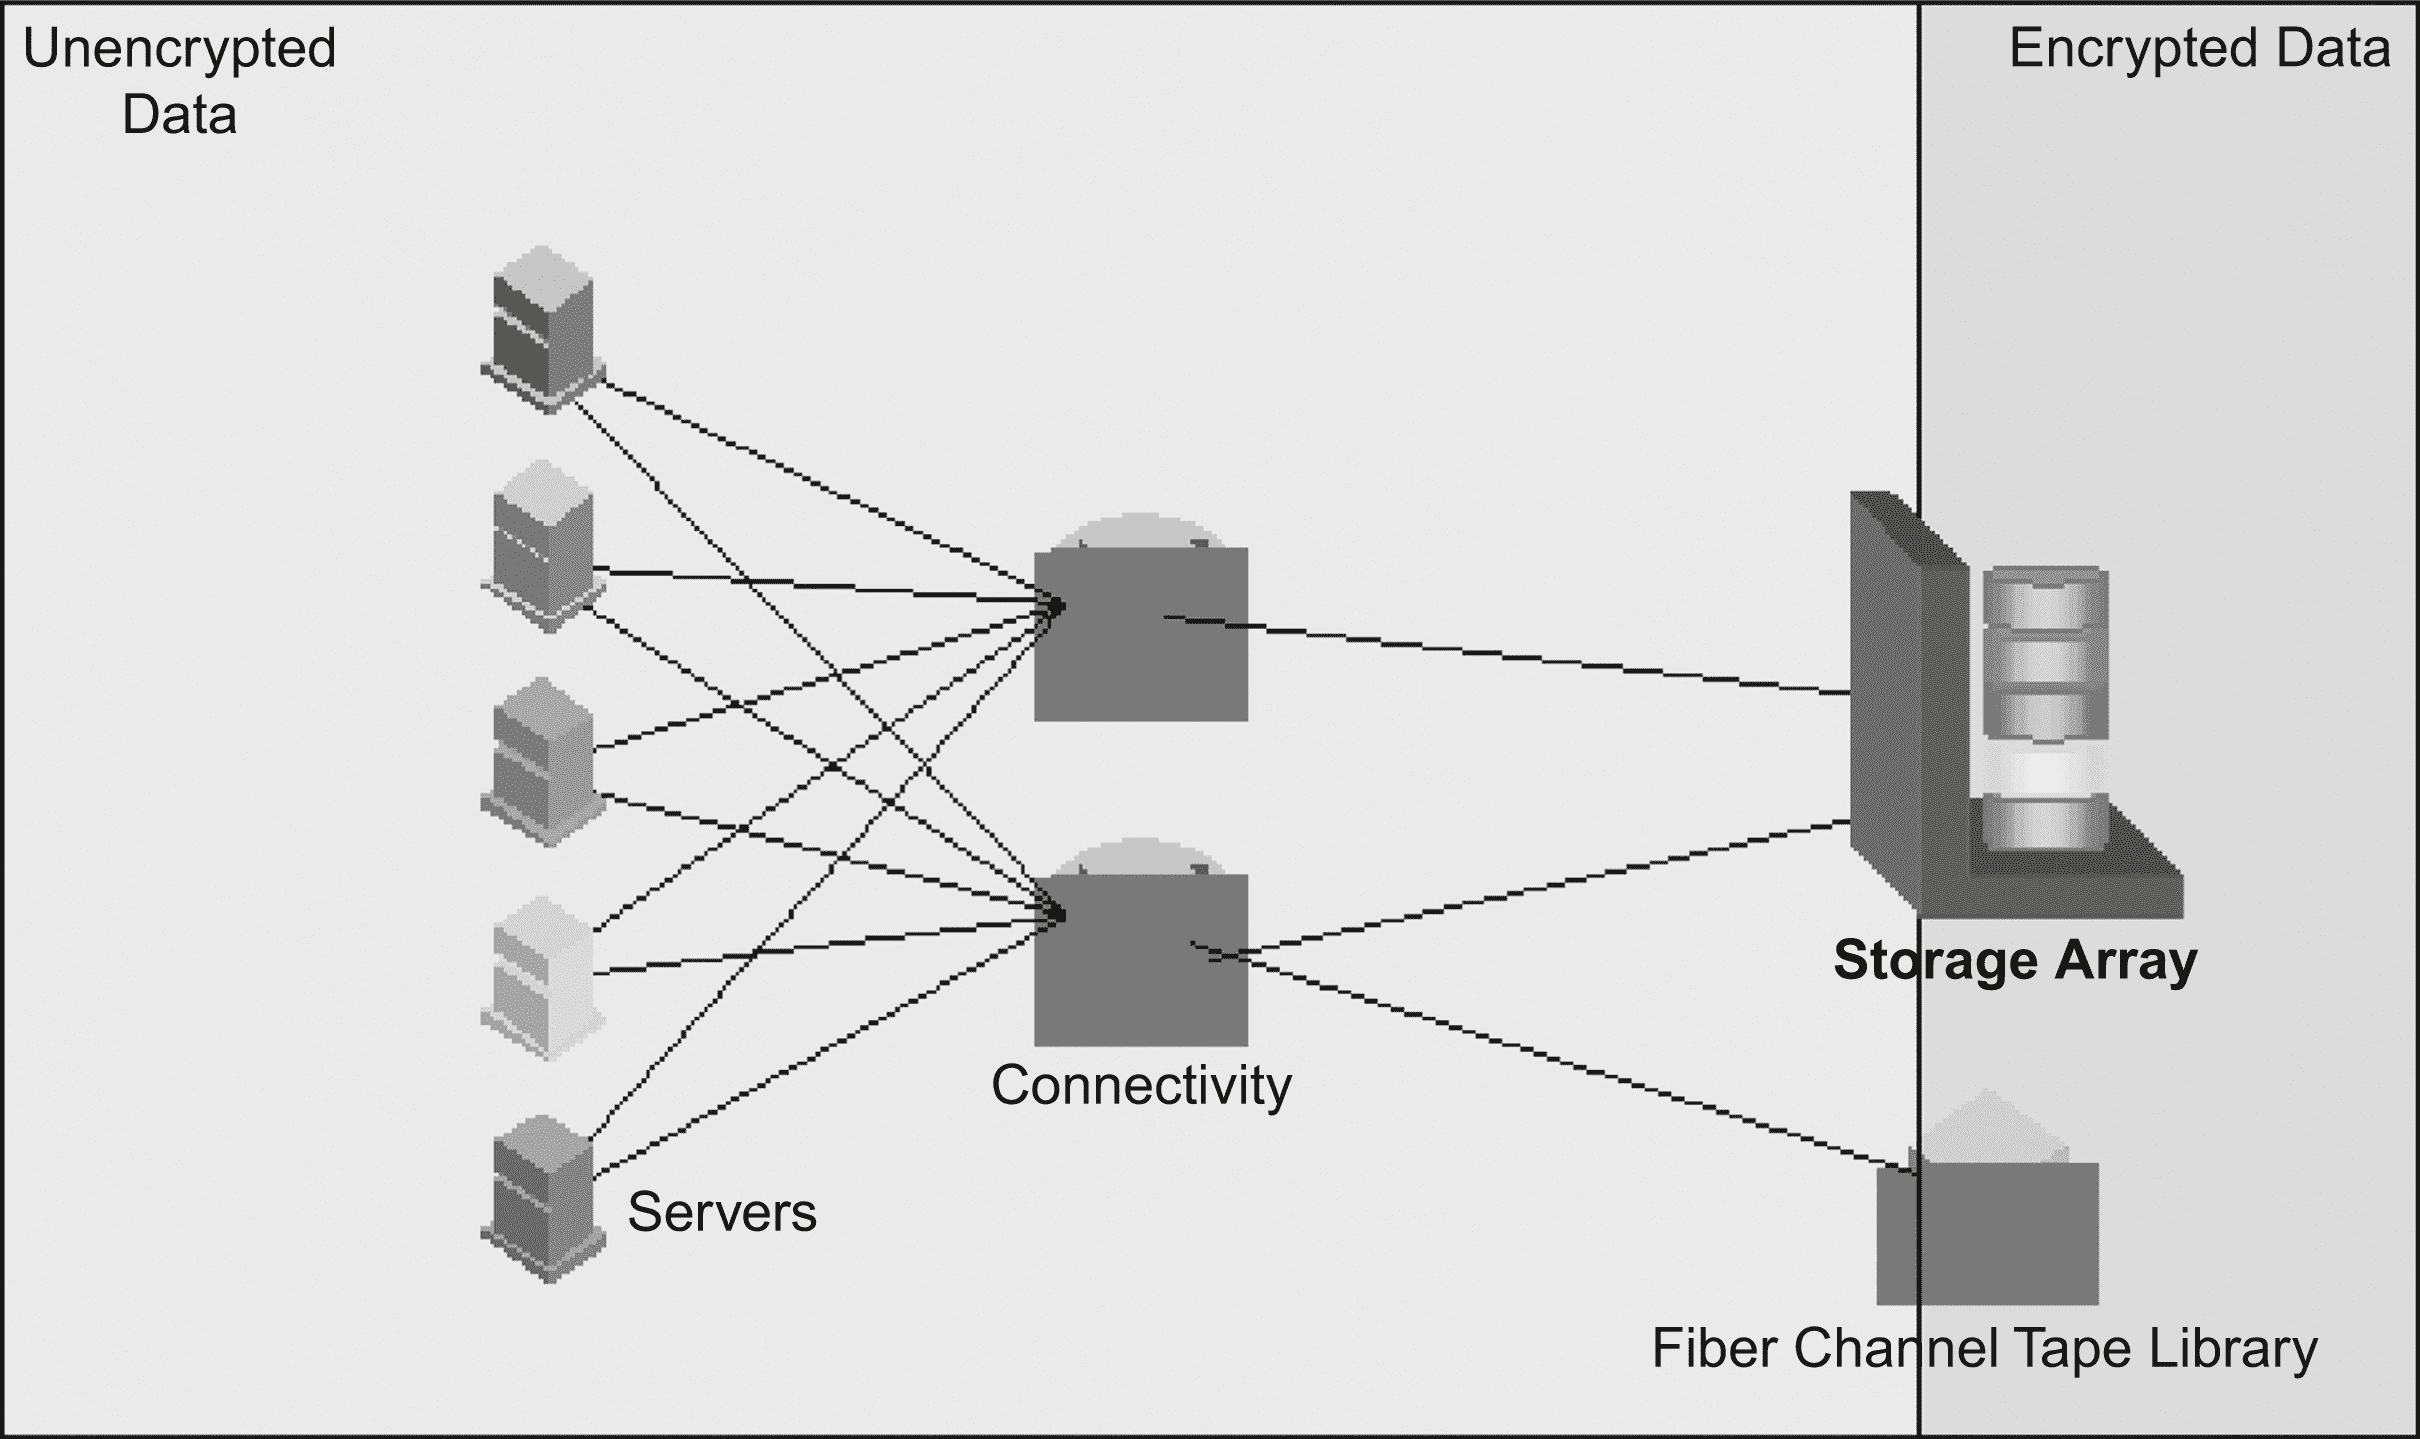 Unencrypted
Data
Encrypted Data
Storage Array
Connectivity
Servers
Fiber Channel Tape Library